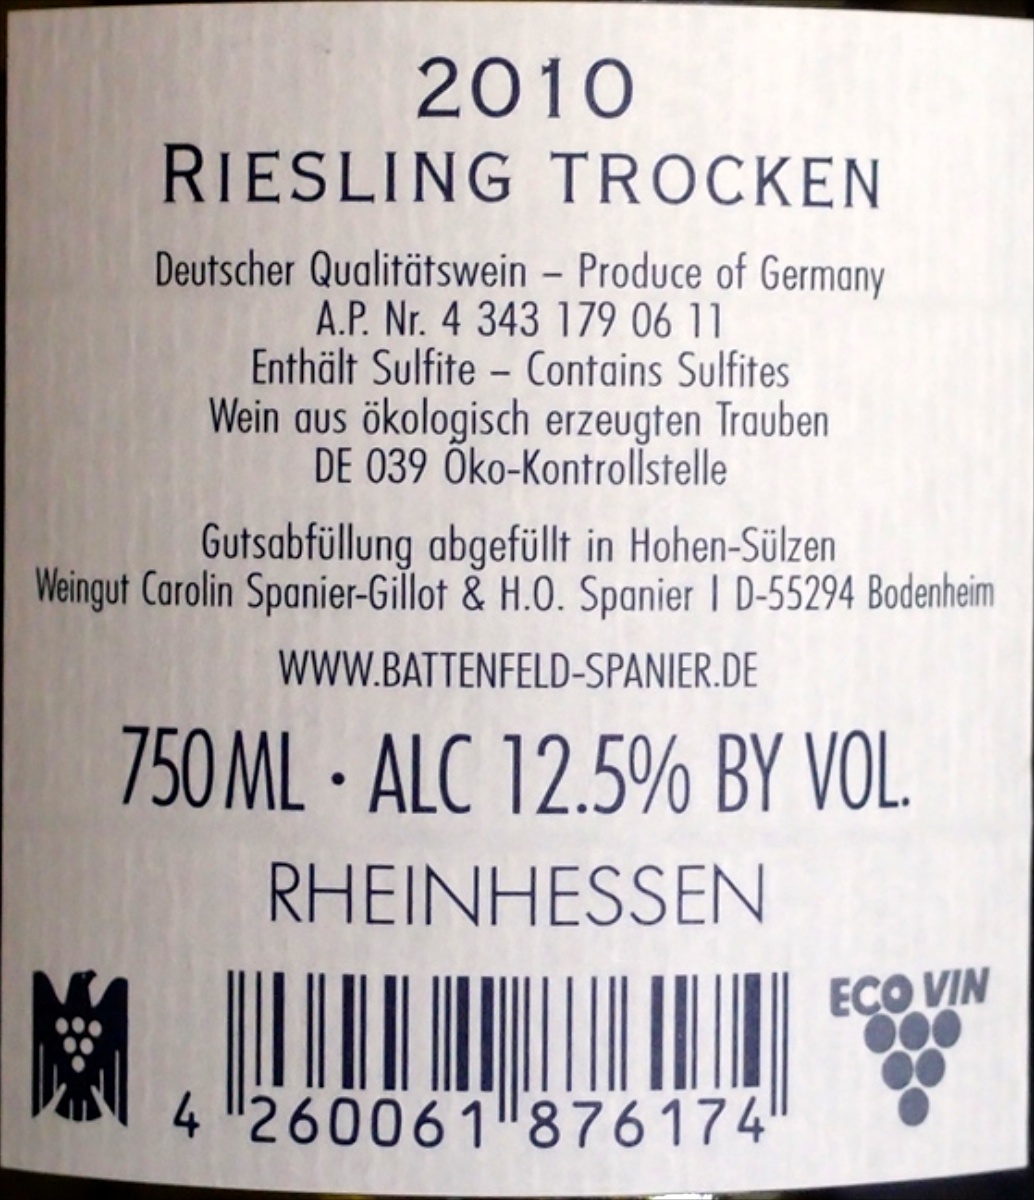 2010
RIESLING TROCKEN
Deutscher Qualitätswein – Produce of Germany
A.P. Nr. 4 343 179 06 11
Enthält Sulfite – Contains Sulfites
Wein aus ökologisch erzeugten Trauben
DE 039 Öko-Kontrollstelle
Gutsabfüllung abgefüllt in Hohen-Sülzen
Weingut Carolin Spanier-Gillot & H.O. Spanier | D-55294 Bodenheim
WWW.BATTENFELD-SPANIER.DE
750 ML · ALC 12.5% BY VOL.
RHEINHESSEN
ECO VIN
4 260061 876174